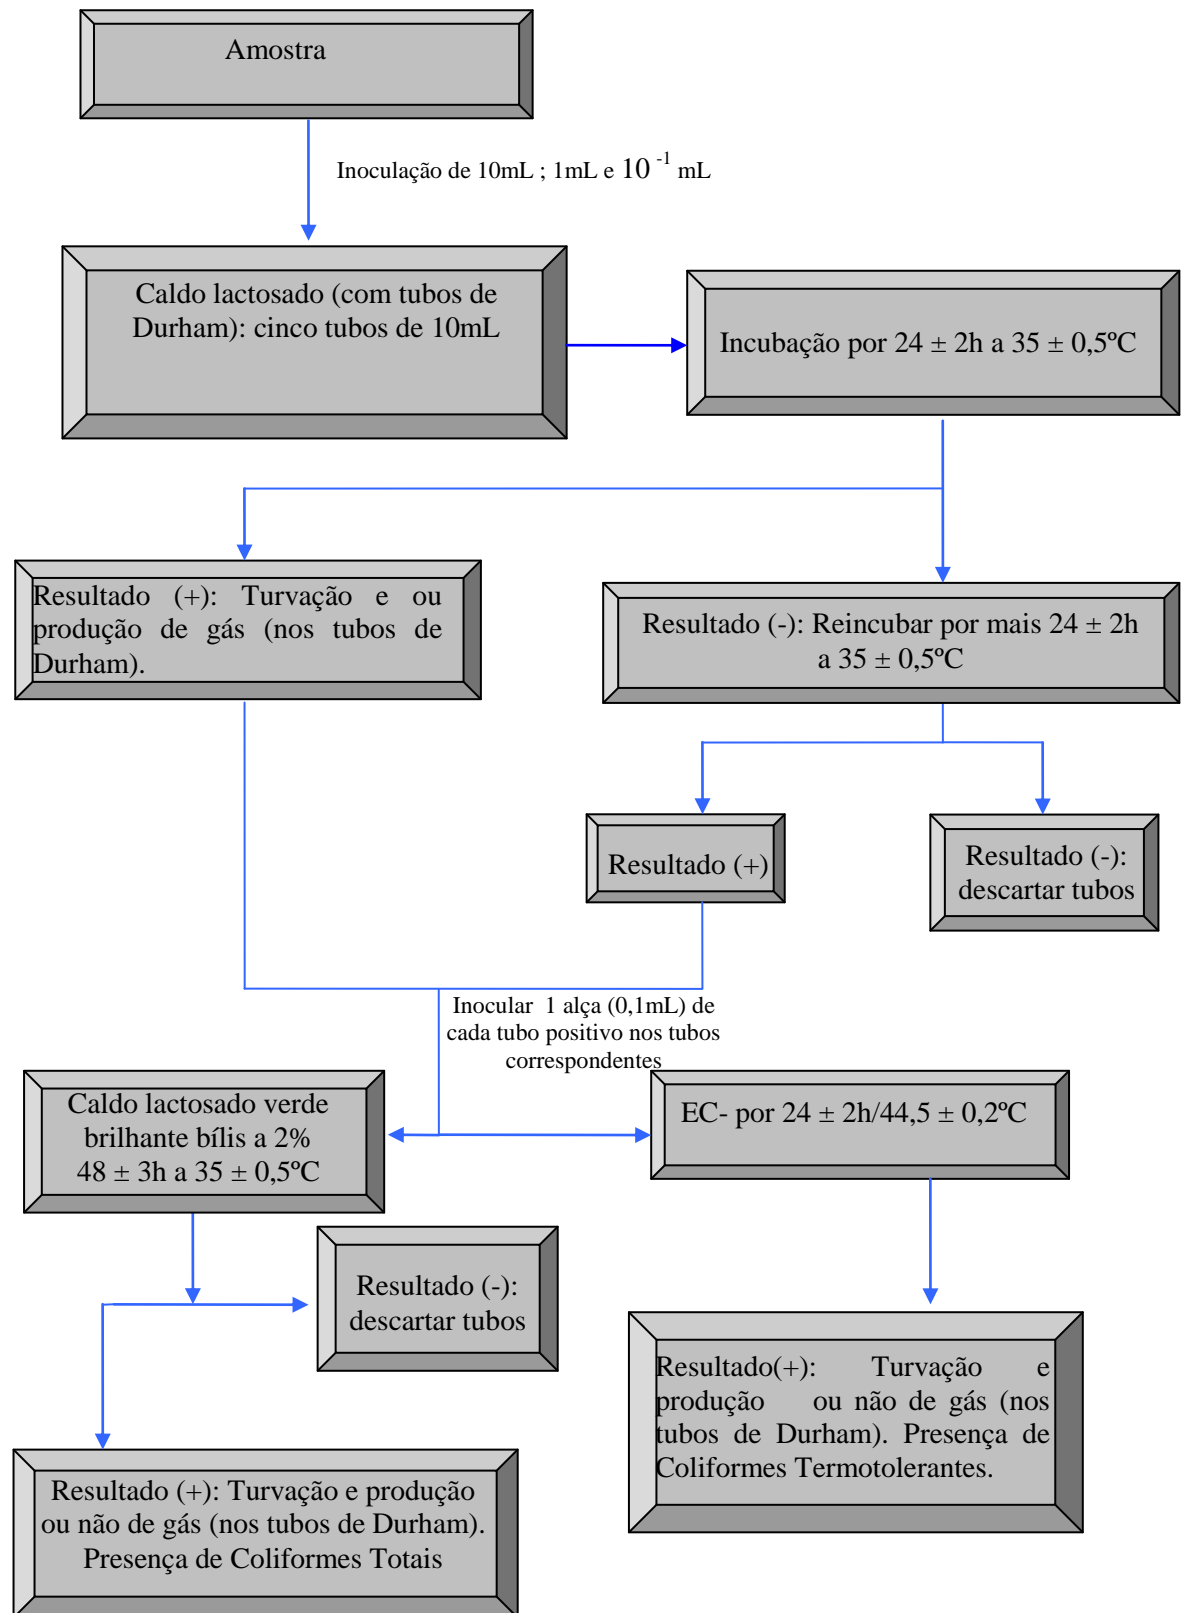 Amostra
Inoculação de 10mL ; 1mL e 10 -1 mL
Caldo lactosado (com tubos de
Durham): cinco tubos de 10mL
Incubação por 24 ± 2h a 35 ± 0,5ºC
Resultado (+): Turvação e ou
produção de gás (nos tubos de
Durham).
Resultado (-): Reincubar por mais 24 ± 2h
a 35 ± 0,5ºC
Resultado (+)
Resultado (-):
descartar tubos
Inocular 1 alça (0,1mL) de
cada tubo positivo nos tubos
correspondentes
Caldo lactosado verde
brilhante bílis a 2%
48 ± 3h a 35 ± 0,5ºC
EC- por 24 ± 2h/44,5 ± 0,2ºC
Resultado (-):
descartar tubos
Resultado(+): Turvação e
produção ou não de gás (nos
tubos de Durham). Presença de
Coliformes Termotolerantes.
Resultado (+): Turvação e produção
ou não de gás (nos tubos de Durham).
Presença de Coliformes Totais